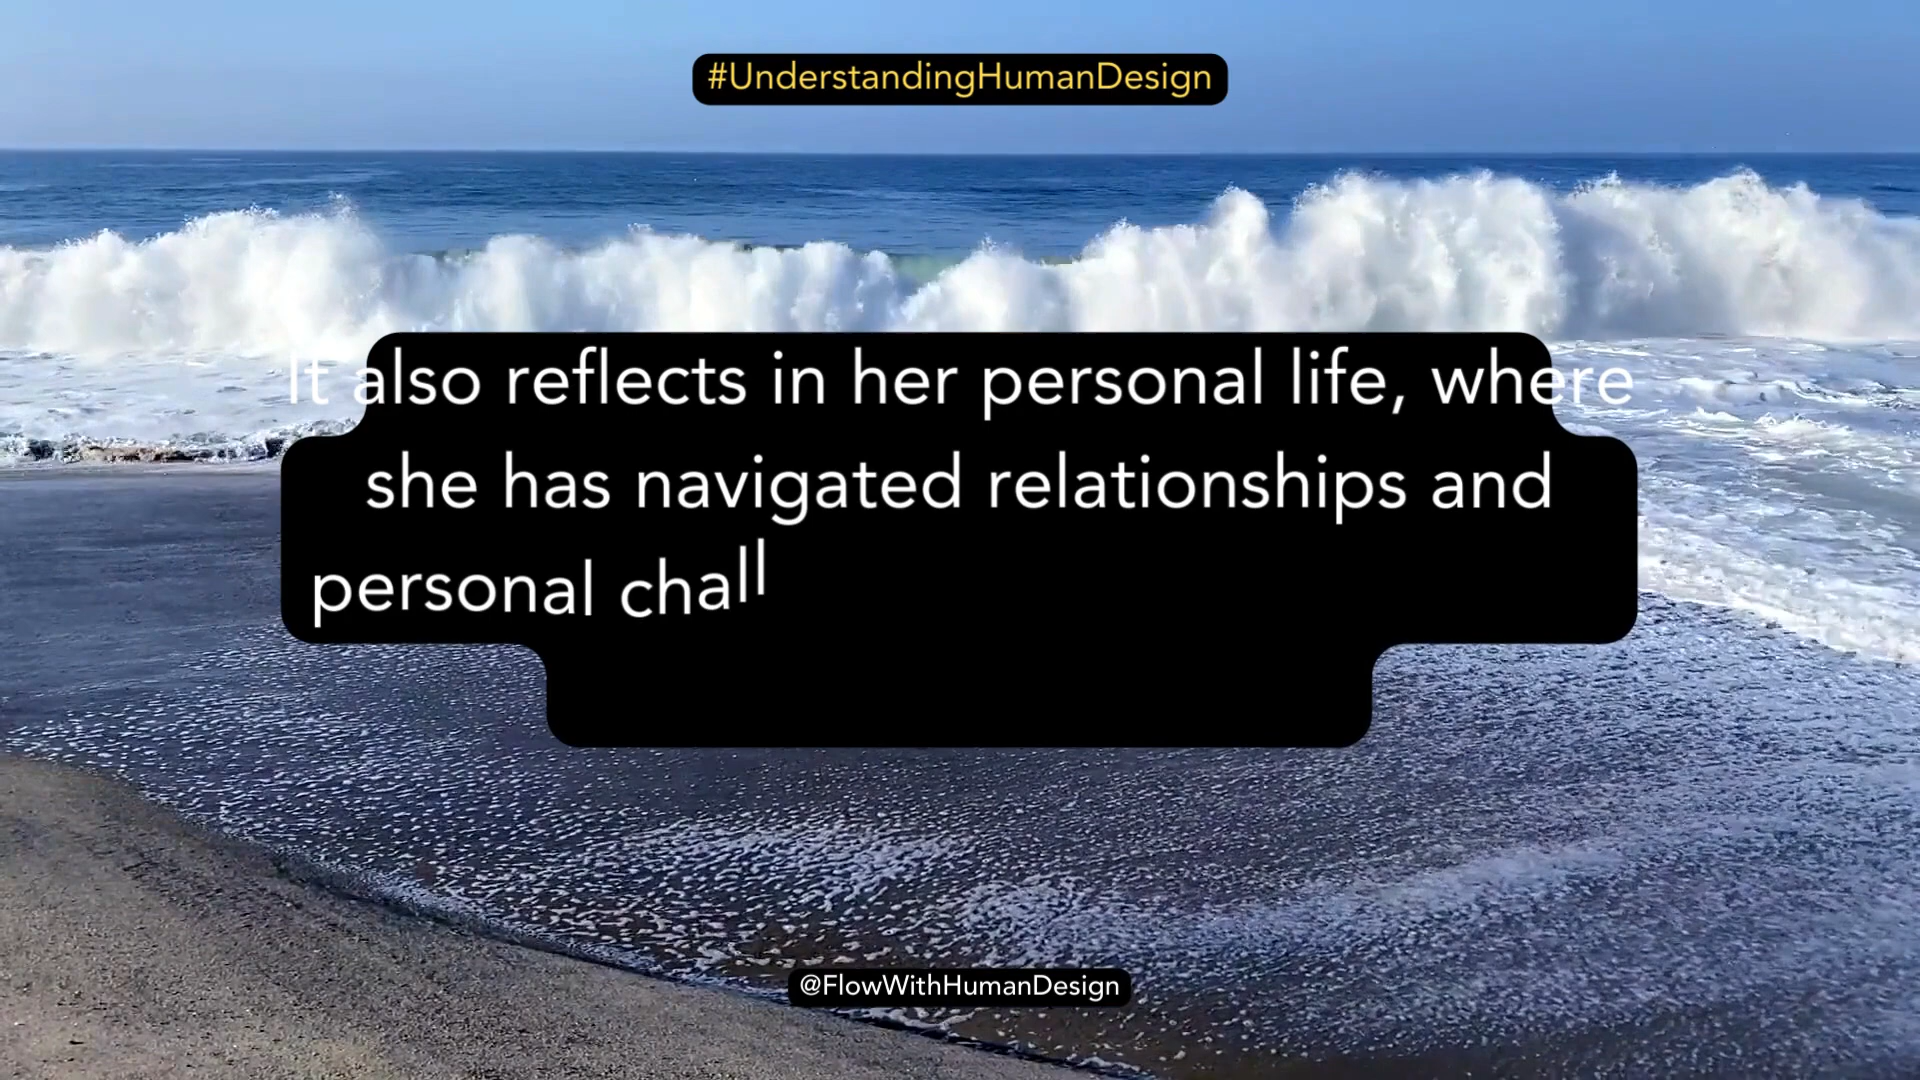 #UnderstandingHumanDesign
It also reflects in her personal life, where
she has navigated relationships and
personal chall
@FlowWithHumanDesign